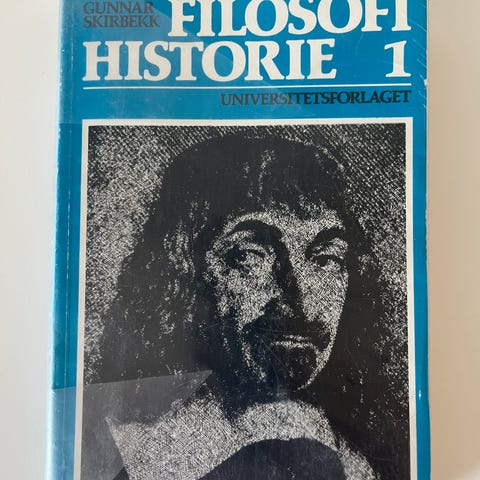 GUNNAR
SKIRBEKK
FILOSOFI
HISTORIE 1
UNIVERSITETSFORLAGET